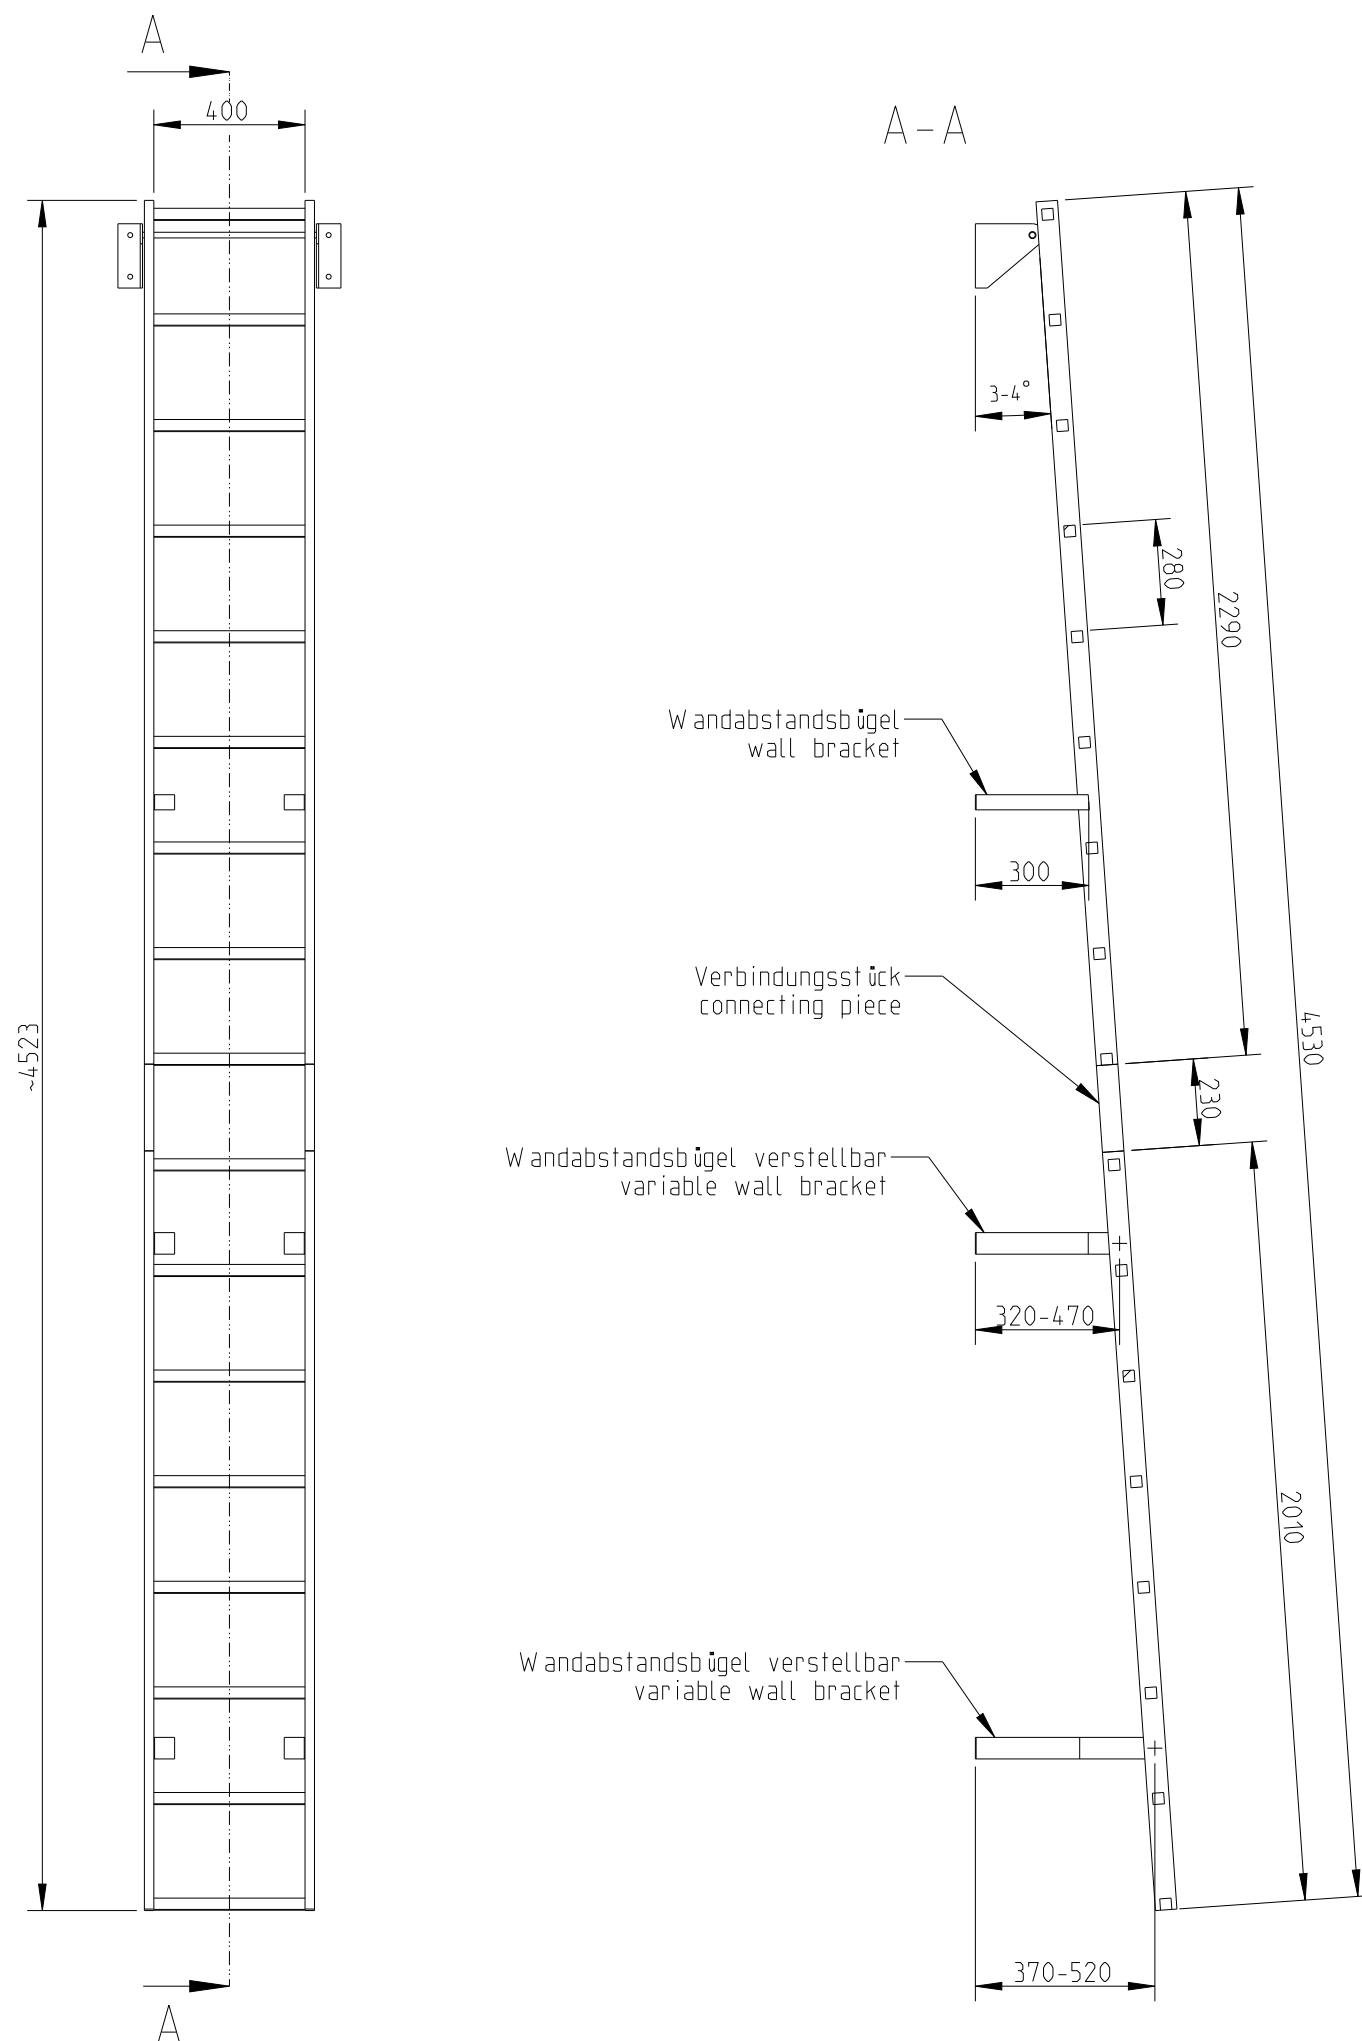 A
400
A-A
3-4°
280
2290
Wandabstandsbügel
wall bracket
300
Verbindungsstück
connecting piece
~4523
4530
230
Wandabstandsbügel verstellbar
variable wall bracket
320-470
2010
Wandabstandsbügel verstellbar
variable wall bracket
370-520
A